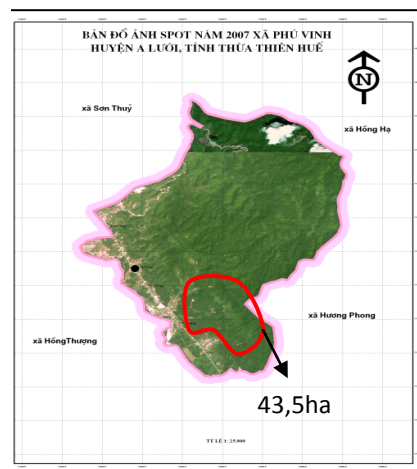 BẢN ĐỒ ẢNH SPOT NĂM 2007 XÃ PHÚ VINH
HUYỆN A LƯỚI, TỈNH THỪA THIÊN HUẾ
N
xã Sơn Thuỷ
xã Hồng Hạ
xã Hương Phong
xã HồngThượng
43,5ha
TỶ LỆ 1: 25.000